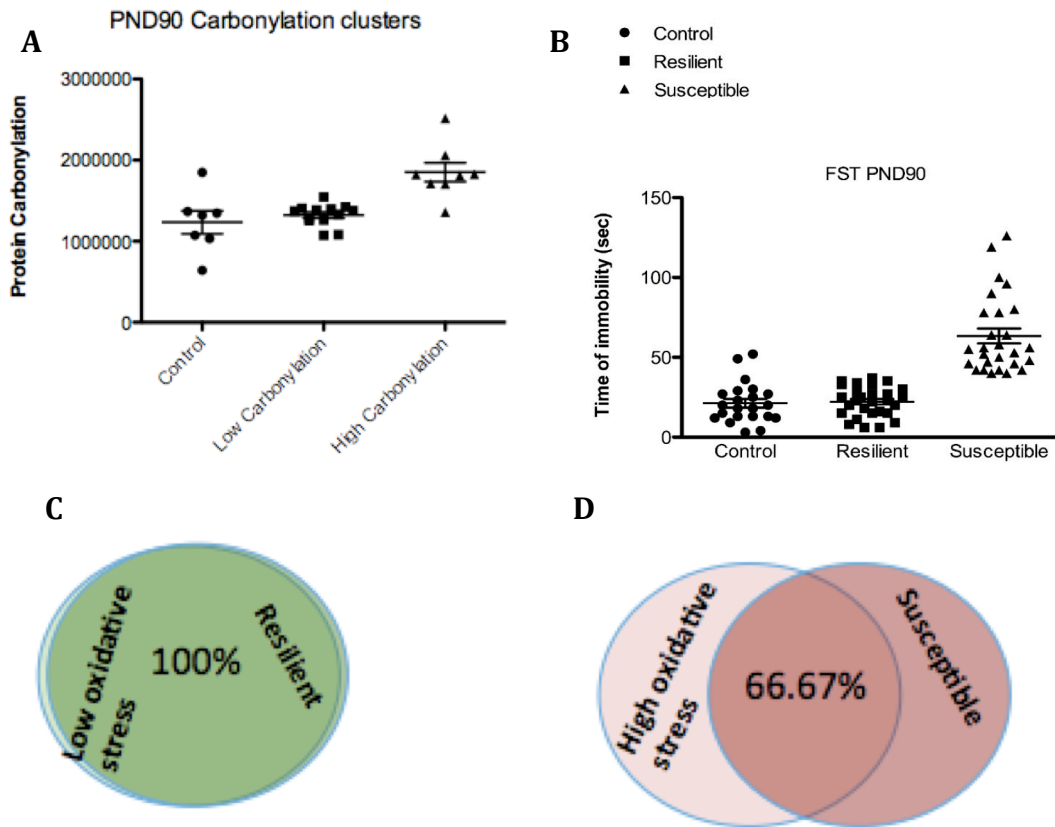 A
PND90 Carbonylation clusters
Protein Carbonylation
3000000
2000000
1000000
0
Control
Low Carbonylation
High Carbonylation
B
Control
Resilient
Susceptible
FST PND90
Time of immobility (sec)
150
100
50
0
Control
Resilient
Susceptible
C
Low oxidative
stress
100%
Resilient
D
High oxidative
stress
66.67%
Susceptible